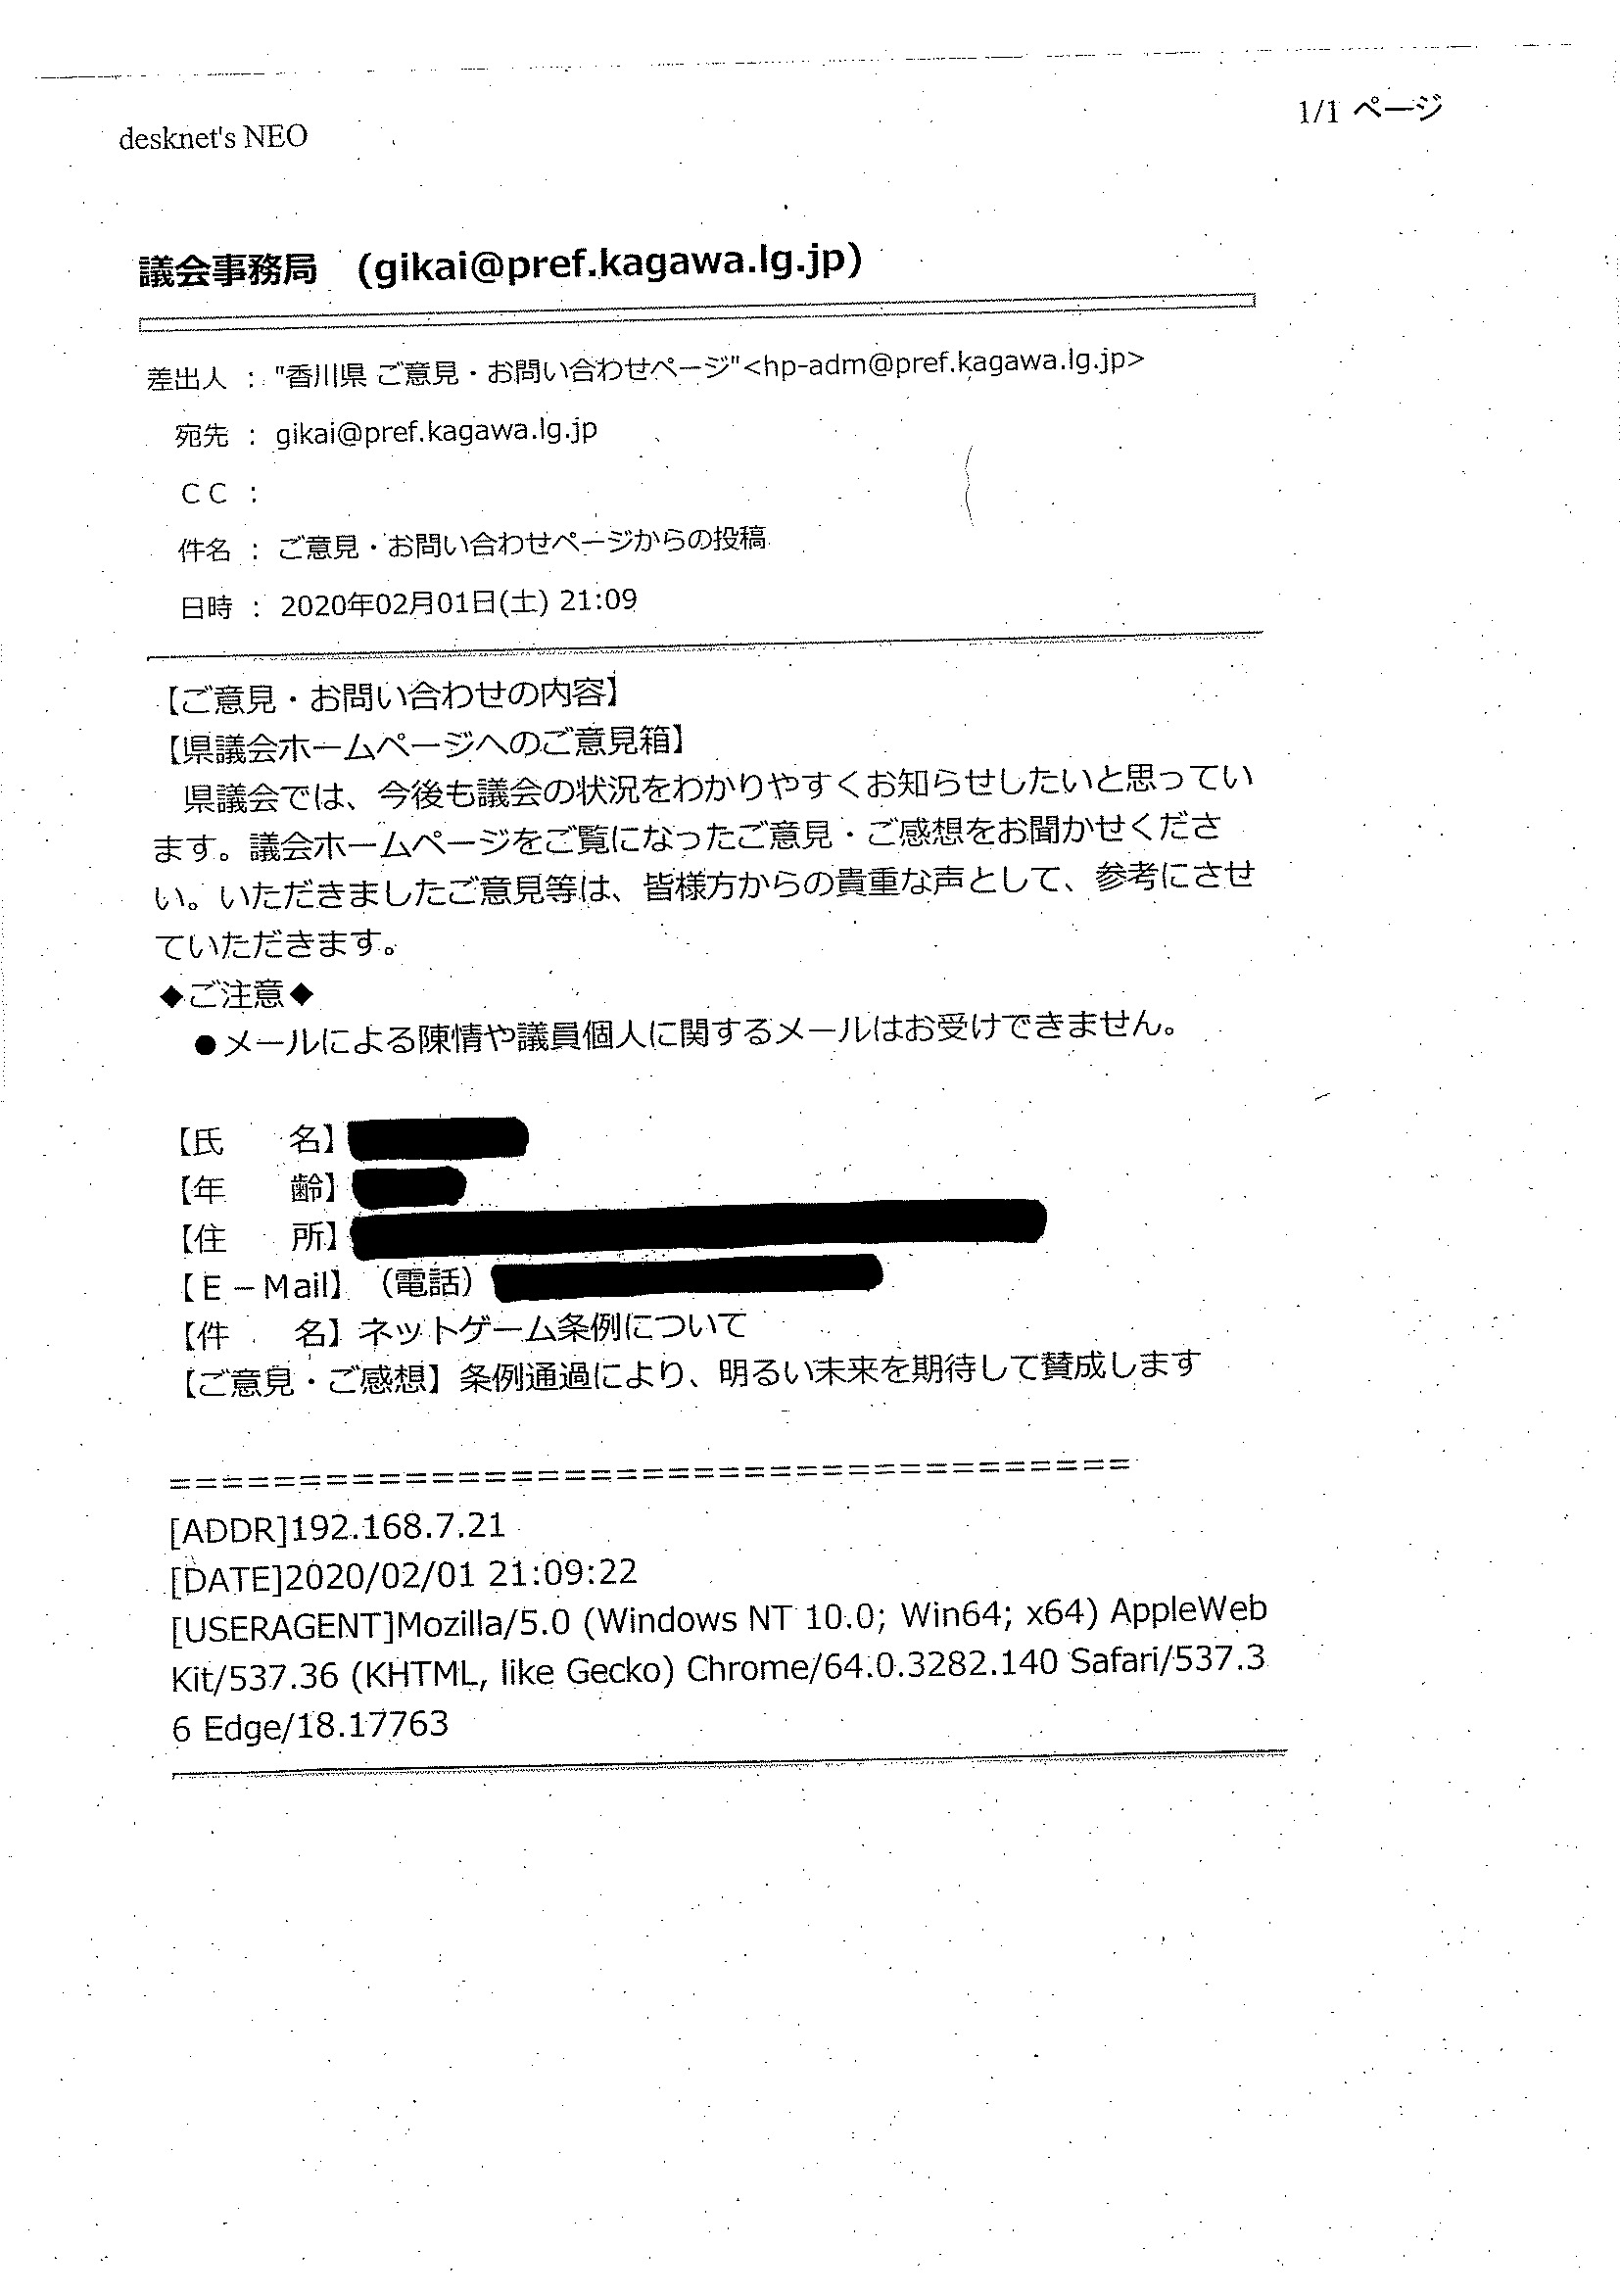 desknet's NEO
1/1 ページ
議会事務局 (gikai@pref.kagawa.lg.jp)
差出人 : "香川県 ご意見・お問い合わせページ"<hp-adm@pref.kagawa.lg.jp>
宛先 : gikai@pref.kagawa.lg.jp
CC :
件名 : ご意見・お問い合わせページからの投稿
日時 : 2020年02月01日(土) 21:09
【ご意見・お問い合わせの内容】
【県議会ホームページへのご意見箱】
県議会では、今後も議会の状況をわかりやすくお知らせしたいと思ってい
ます。議会ホームページをご覧になったご意見・ご感想をお聞かせくださ
い。いただきましたご意見等は、皆様方からの貴重な声として、参考にさせ
ていただきます。
◆ご注意◆
●メールによる陳情や議員個人に関するメールはお受けできません。
【氏　　名】
【年　　齢】
【住　　所】
【E－Mail】（電話）
【件　　名】ネットゲーム条例について
【ご意見・ご感想】条例通過により、明るい未来を期待して賛成します
=====================================
[ADDR]192.168.7.21
[DATE]2020/02/01 21:09:22
[USERAGENT]Mozilla/5.0 (Windows NT 10.0; Win64; x64) AppleWeb
Kit/537.36 (KHTML, like Gecko) Chrome/64.0.3282.140 Safari/537.3
6 Edge/18.17763